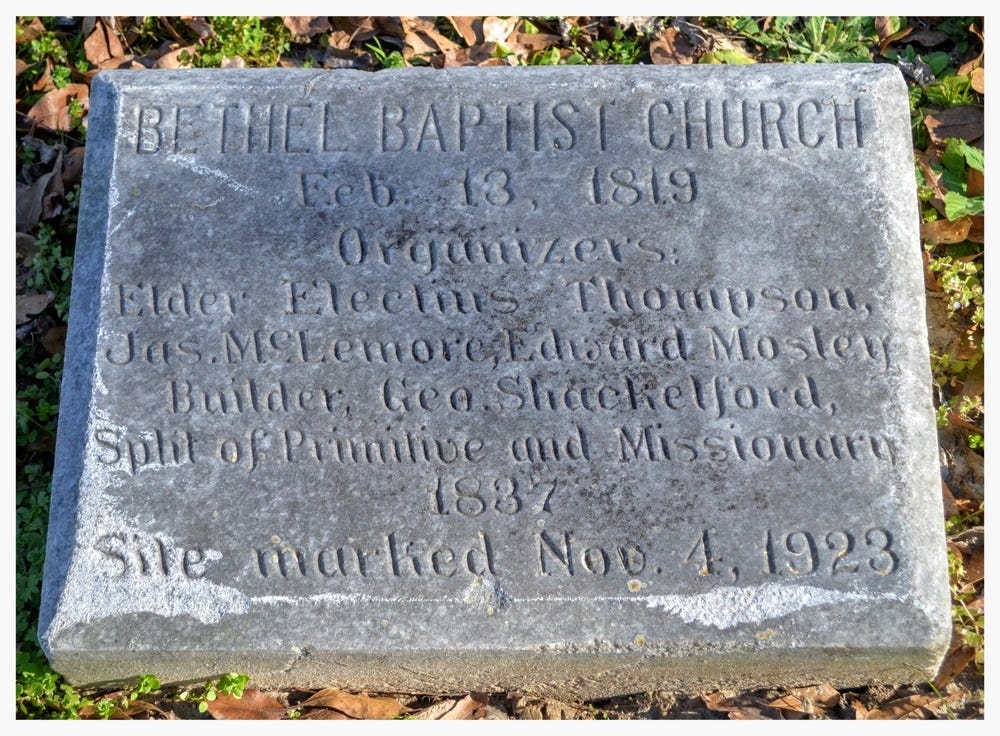 BETHEL BAPTIST CHURCH
Feb. 13, 1819
Organizers:
Elder Electius Thompson,
Jas. McLemore, Edward Mosley
Builder, Geo. Shackelford,
Split of Primitive and Missionary
1837
Site marked Nov. 4, 1923